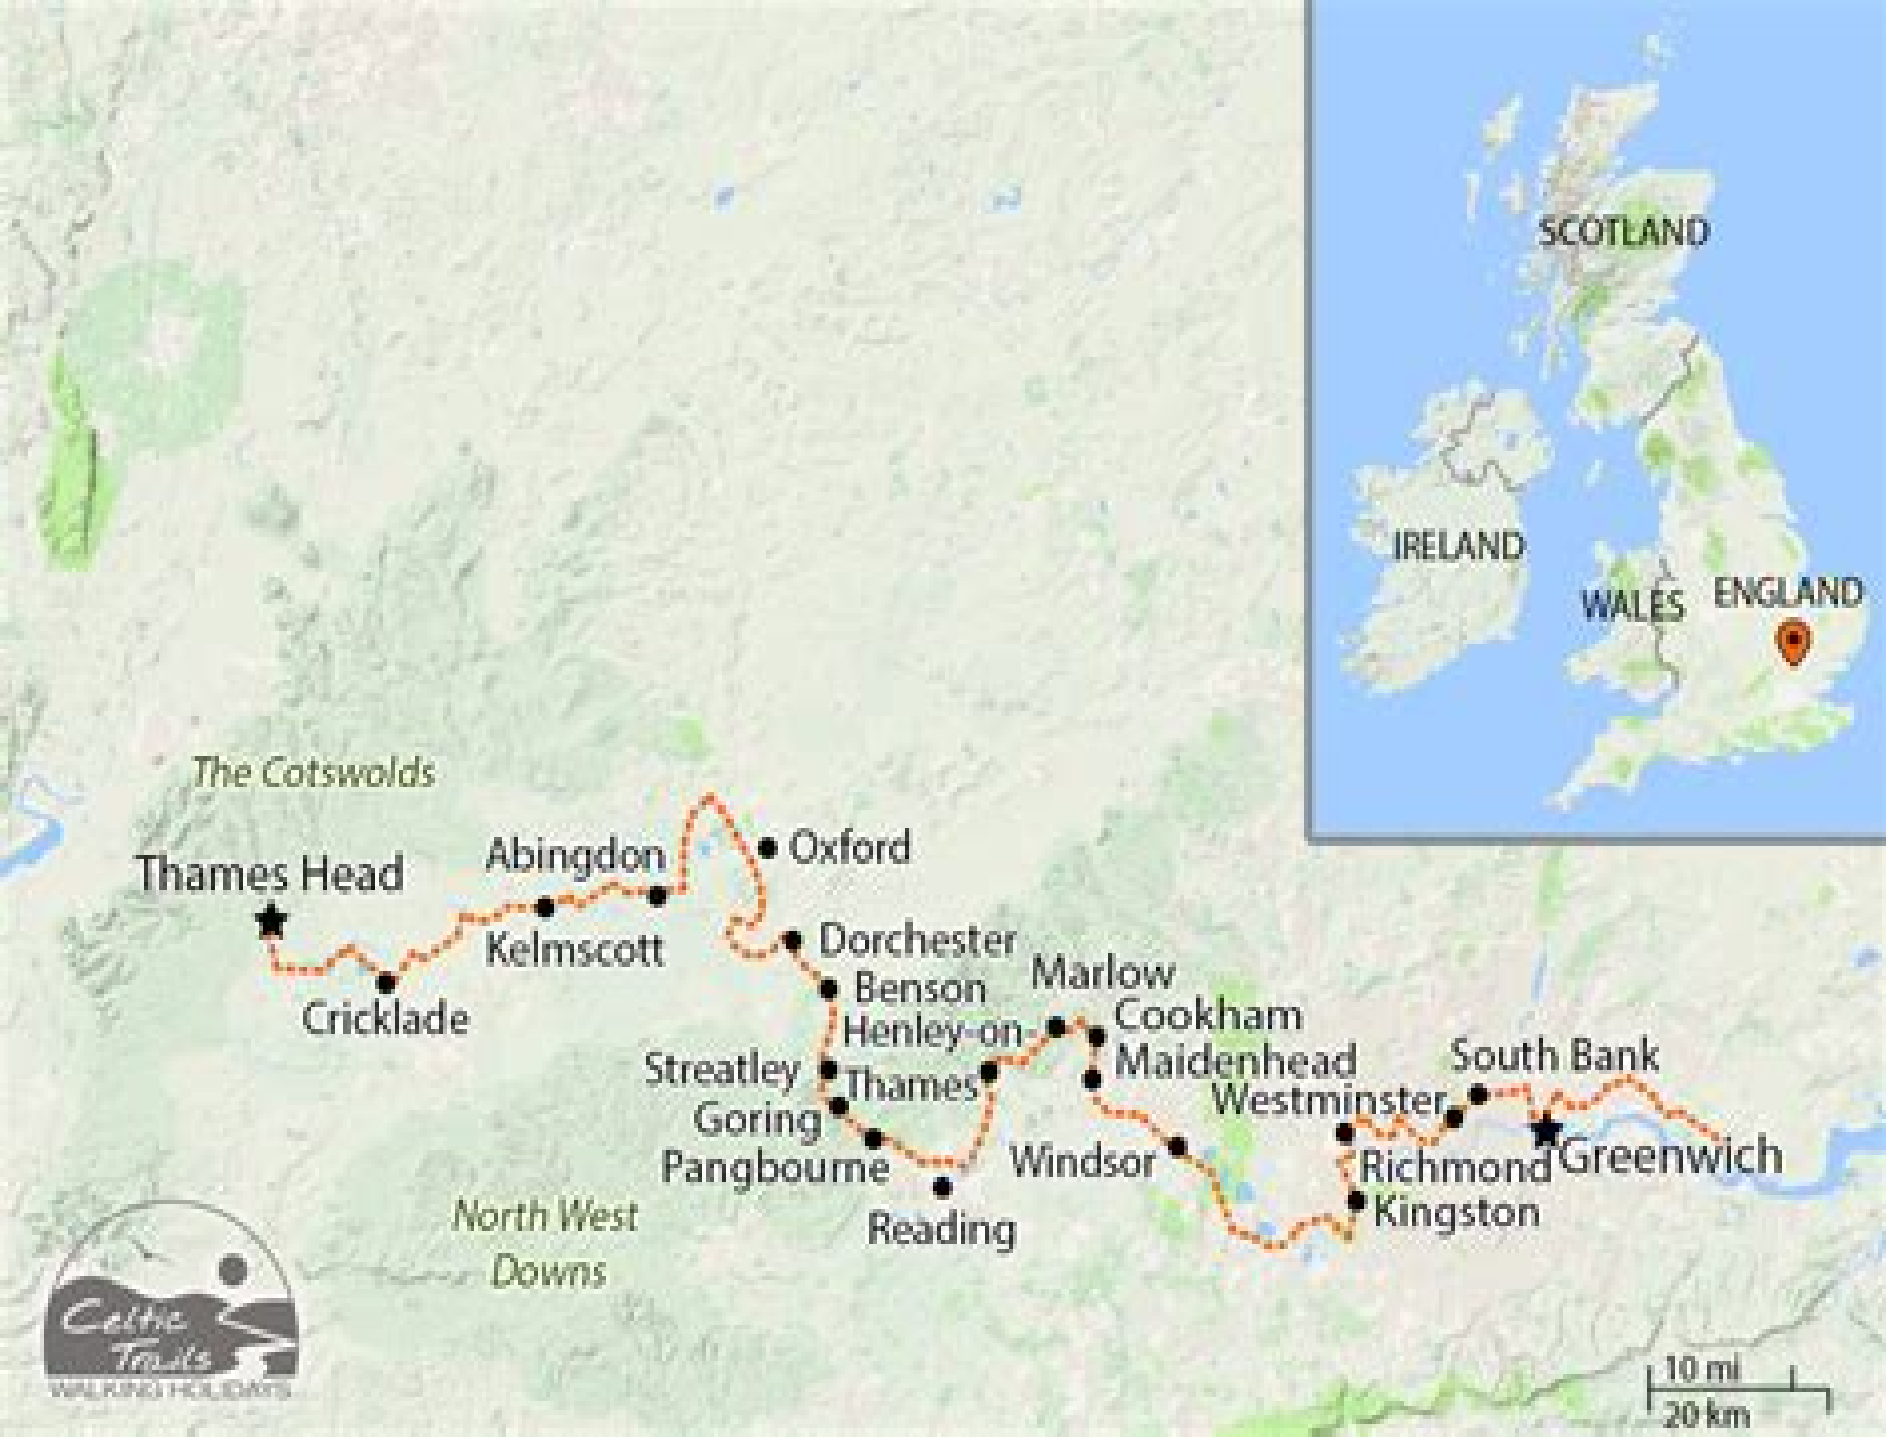 SCOTLAND
IRELAND
WALES
ENGLAND
The Cotswolds
Thames Head
Abingdon
Oxford
Kelmscott
Dorchester
Cricklade
Benson
Marlow
Henley-on-
Thames
Cookham
Streatley
Maidenhead
South Bank
Goring
Westminster
Pangbourne
Windsor
Richmond
Greenwich
Reading
Kingston
North West
Downs
Celtic
Trails
WALKING HOLIDAYS
10 mi
20 km